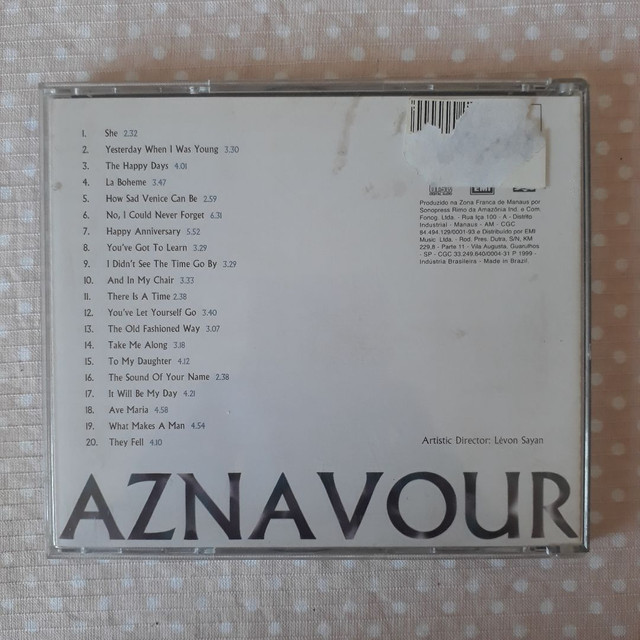 1. She 2.32
2. Yesterday When I Was Young 3.30
3. The Happy Days 4.01
4. La Boheme 3.47
5. How Sad Venice Can Be 2.59
6. No, I Could Never Forget 6.31
7. Happy Anniversary 5.52
8. You've Got To Learn 3.29
9. I Didn't See The Time Go By 3.29
10. And In My Chair 3.33
11. There Is A Time 2.38
12. You've Let Yourself Go 3.40
13. The Old Fashioned Way 3.07
14. Take Me Along 3.18
15. To My Daughter 4.12
16. The Sound Of Your Name 2.38
17. It Will Be My Day 4.21
18. Ave Maria 4.58
19. What Makes A Man 4.54
20. They Fell 4.10
EMI
Produzido na Zona Franca de Manaus por
Sonopress Rimo da Amazônia Ind. e Com.
Fonog. Ltda. - Rua Iça 100 - A - Distrito
Industrial - Manaus - AM - CGC
84.494.129/0001-93 e Distribuído por EMI
Music Ltda. - Rod. Pres. Dutra, S/N, KM
229,8 - Parte 11 - Vila Augusta, Guarulhos
- SP - CGC 33.249.640/0004-31 P 1999 -
Indústria Brasileira - Made in Brazil.
Artistic Director: Lèvon Sayan
AZNAVOUR